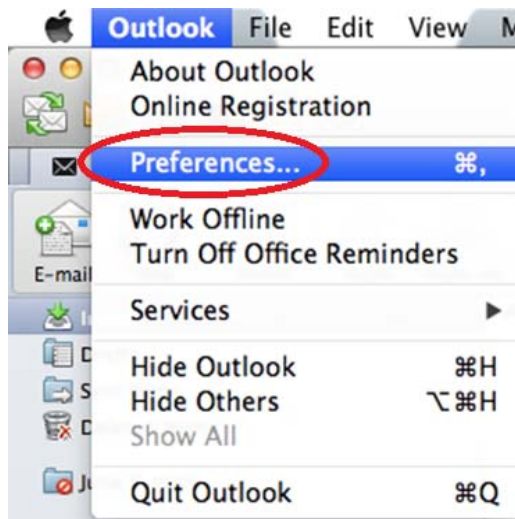 Outlook File Edit View
About Outlook
Online Registration
Preferences... ⌘,
Work Offline
Turn Off Office Reminders
E-mail
Services
Hide Outlook ⌘H
Hide Others ⌥⌘H
Show All
Quit Outlook ⌘Q